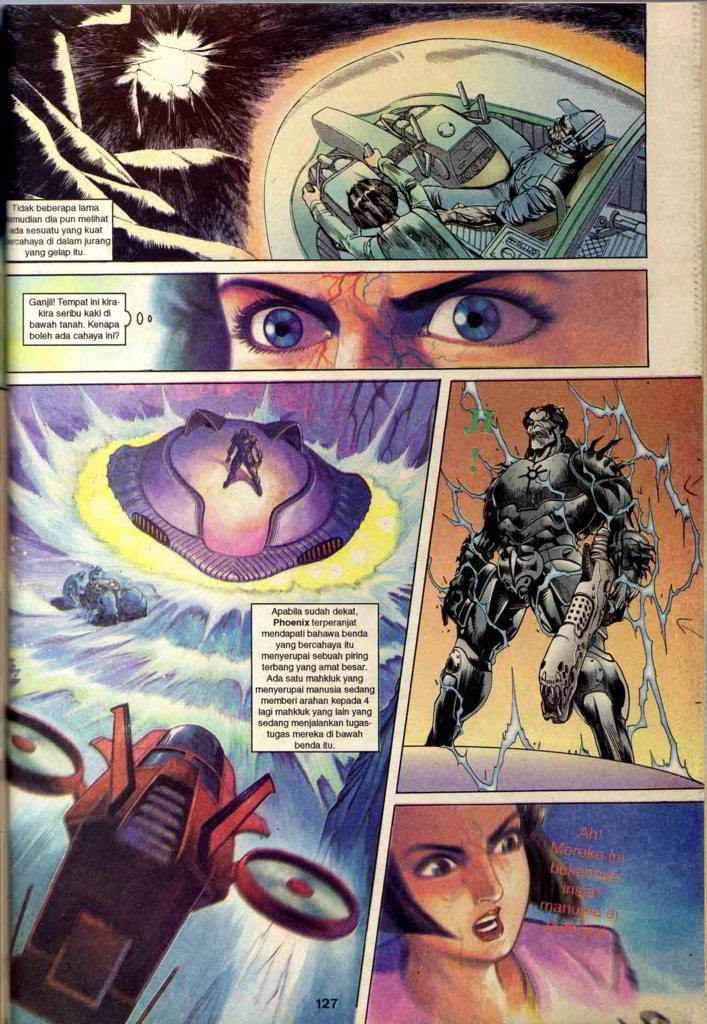 Tidak beberapa lama
kemudian dia pun melihat
ada sesuatu yang kuat
bercahaya di dalam jurang
yang gelap itu.
Ganjil! Tempat ini kira-
kira seribu kaki di
bawah tanah. Kenapa
boleh ada cahaya ini?
Apabila sudah dekat,
Phoenix terperanjat
mendapati bahawa benda
yang bercahaya itu
menyerupai sebuah piring
terbang yang amat besar.
Ada satu mahkluk yang
menyerupai manusia sedang
memberi arahan kepada 4
lagi mahkluk yang lain yang
sedang menjalankan tugas-
tugas mereka di bawah
benda itu.
H
!
Ah!
Mereka ini
bukannya
insan
manusia di
127